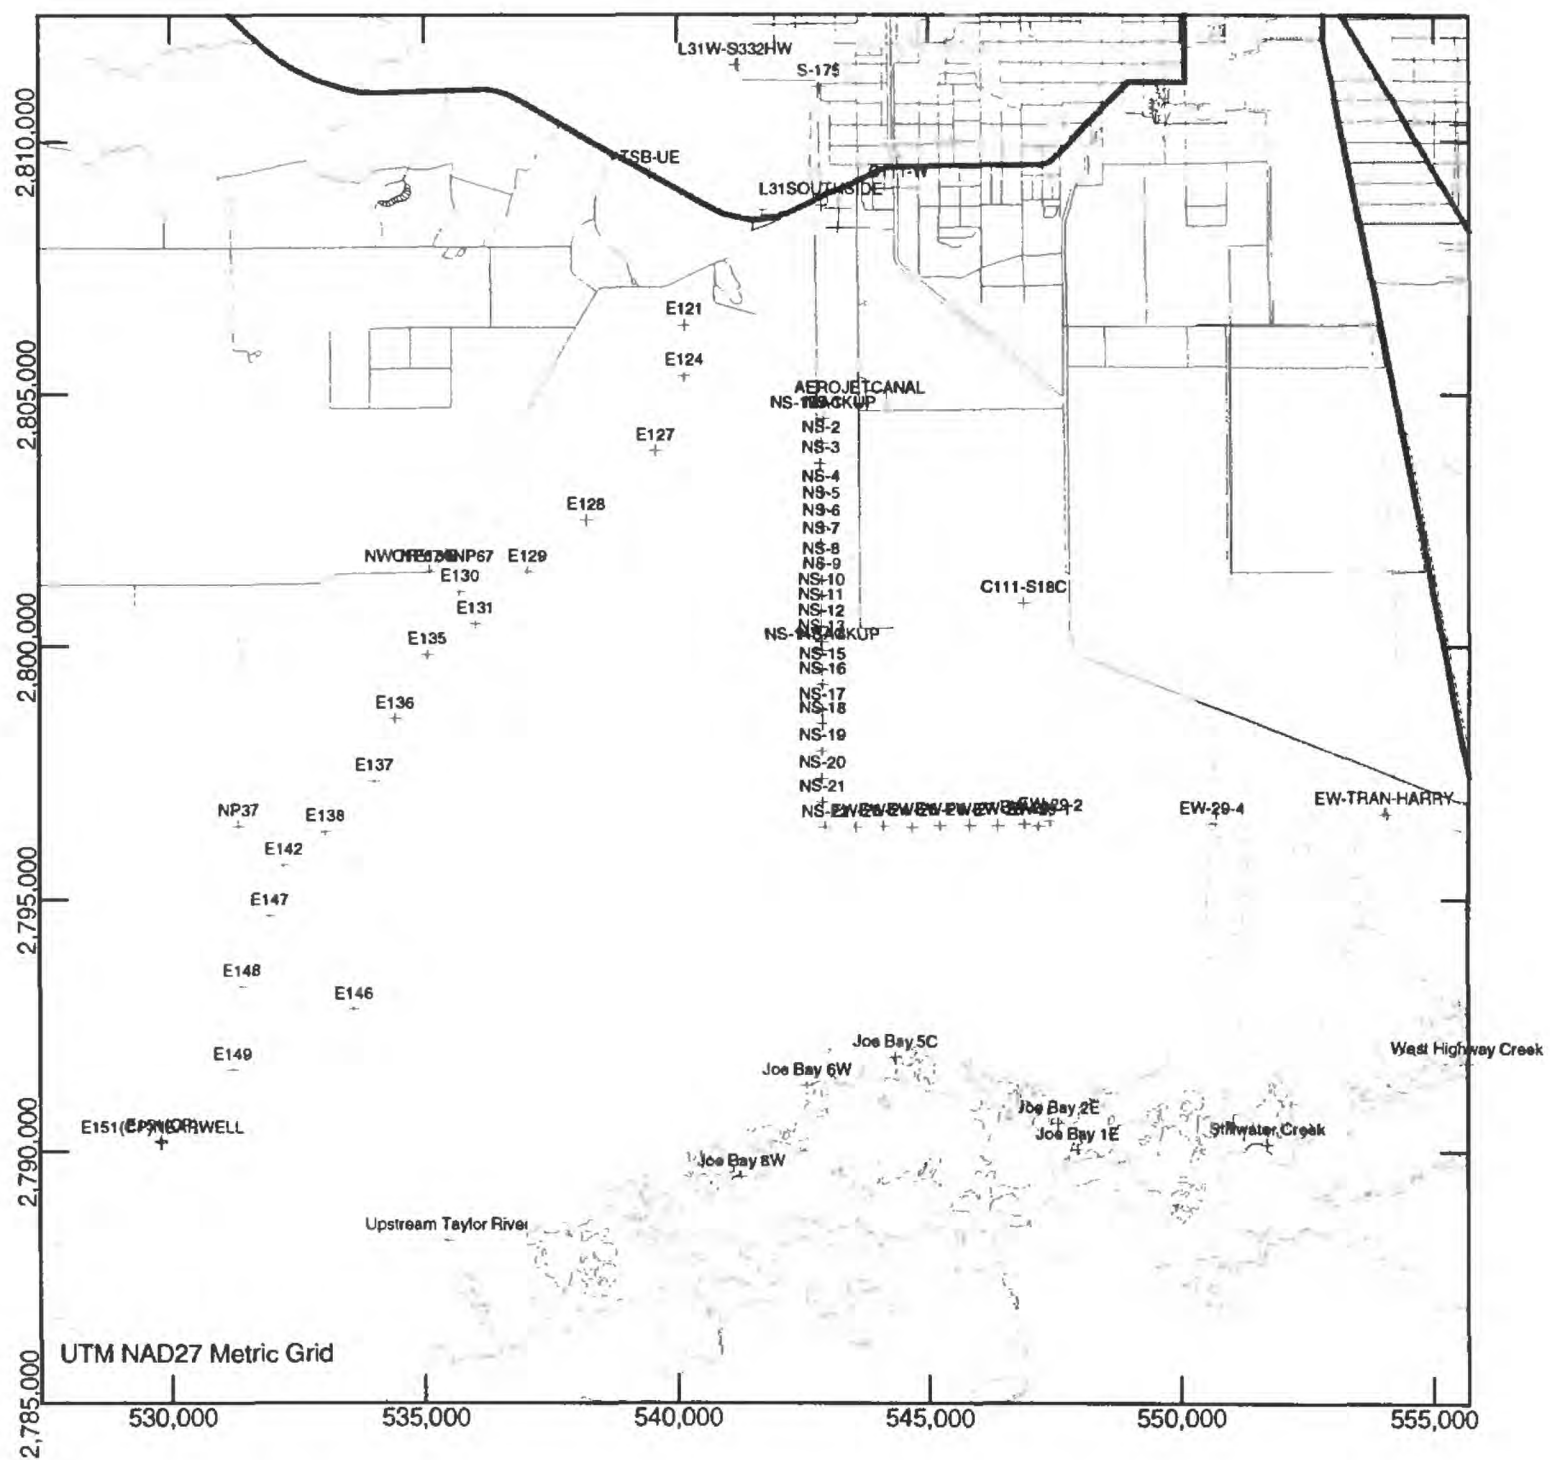 L31W-S332HW
S-175
2,810,000
TSB-UE
L31SOUTHSIDE
E121
2,805,000
E124
AEROJETCANAL
NS-2
E127
NS-3
NS-4
NS-5
E128
NS-6
NS-7
NS-8
NP67
E129
NS-9
E130
NS-10
C111-S18C
NS-11
E131
NS-12
NS-13
2,800,000
E135
NS-15
NS-16
E136
NS-17
NS-18
NS-19
E137
NS-20
NS-21
NP37
E138
EW-29-2
EW-29-4
EW-TRAN-HARRY
E142
2,795,000
E147
E148
E146
Joe Bay 5C
E149
Joe Bay 6W
West Highway Creek
Joe Bay 2E
2,790,000
Joe Bay 1E
Stillwater Creek
Joe Bay 8W
Upstream Taylor River
UTM NAD27 Metric Grid
2,785,000
530,000
535,000
540,000
545,000
550,000
555,000